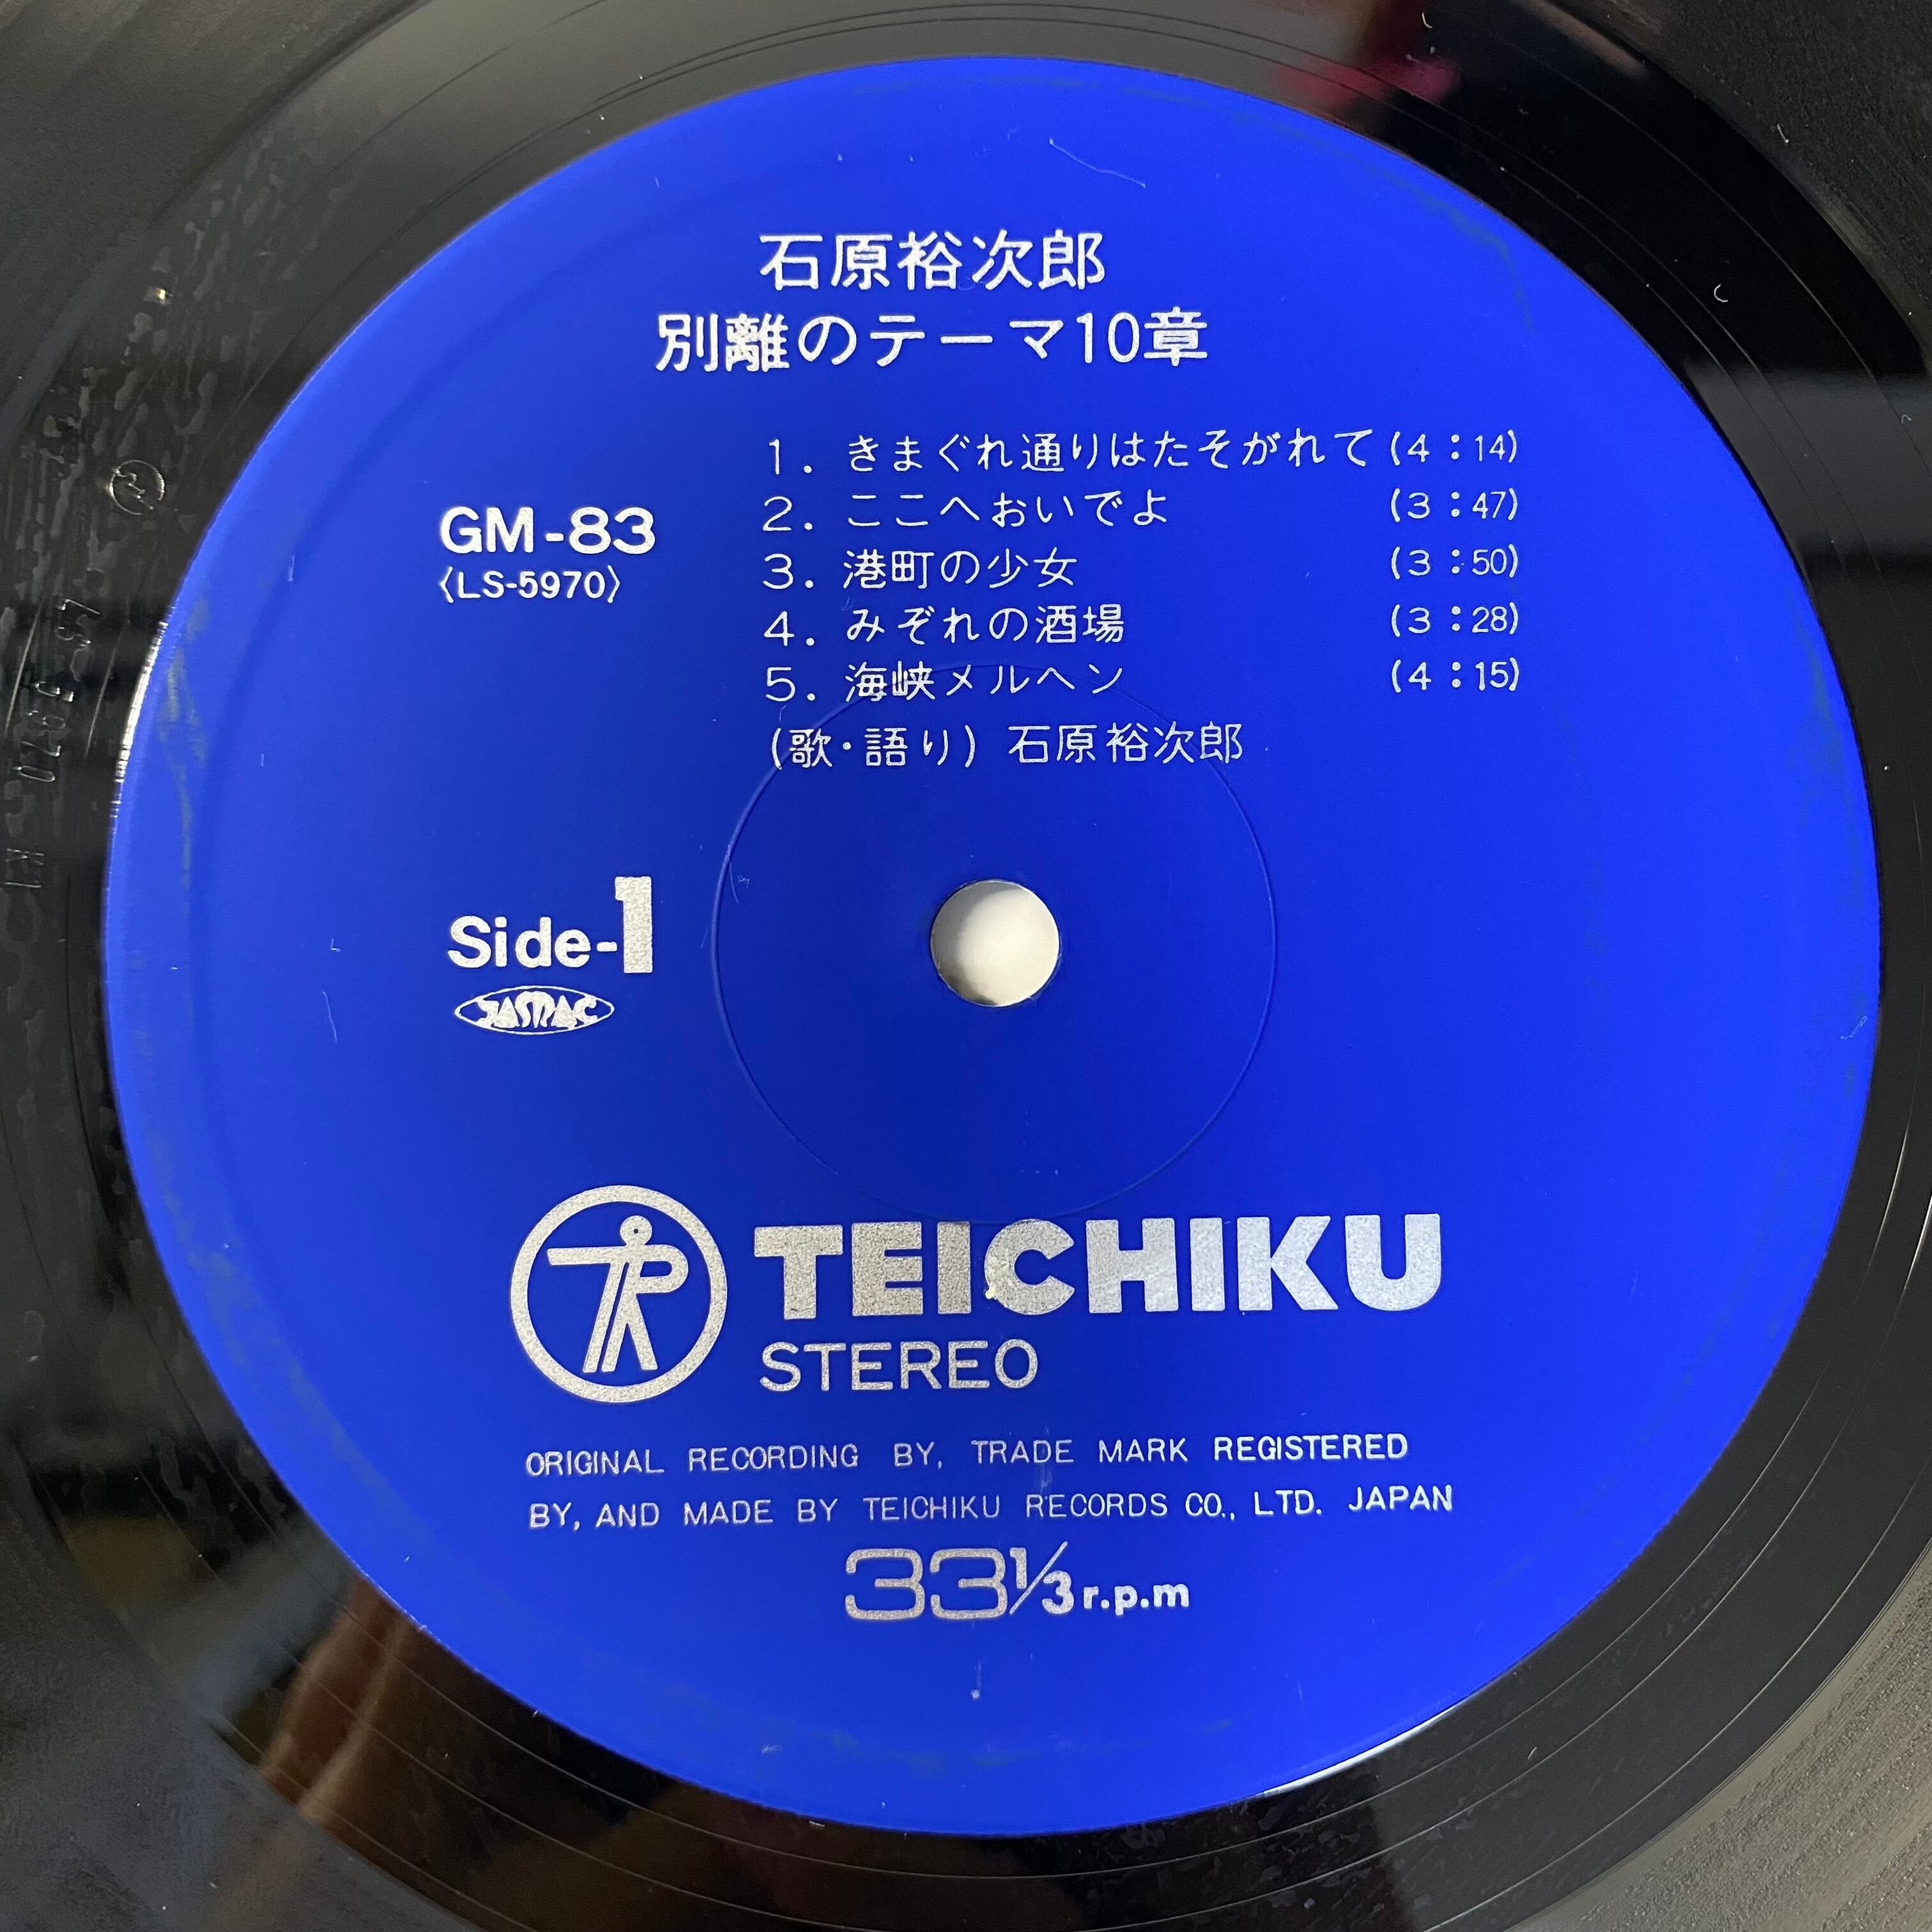 石原裕次郎
別離のテーマ10章
1. きまぐれ通りはたそがれて (4:14)
2. ここへおいでよ (3:47)
3. 港町の少女 (3:50)
4. みぞれの酒場 (3:28)
5. 海峡メルヘン (4:15)
(歌・語り) 石原裕次郎
GM-83
〈LS-5970〉
Side-1
JASRAC
TEICHIKU
STEREO
ORIGINAL RECORDING BY, TRADE MARK REGISTERED
BY, AND MADE BY TEICHIKU RECORDS CO., LTD. JAPAN
33 1/3 r.p.m